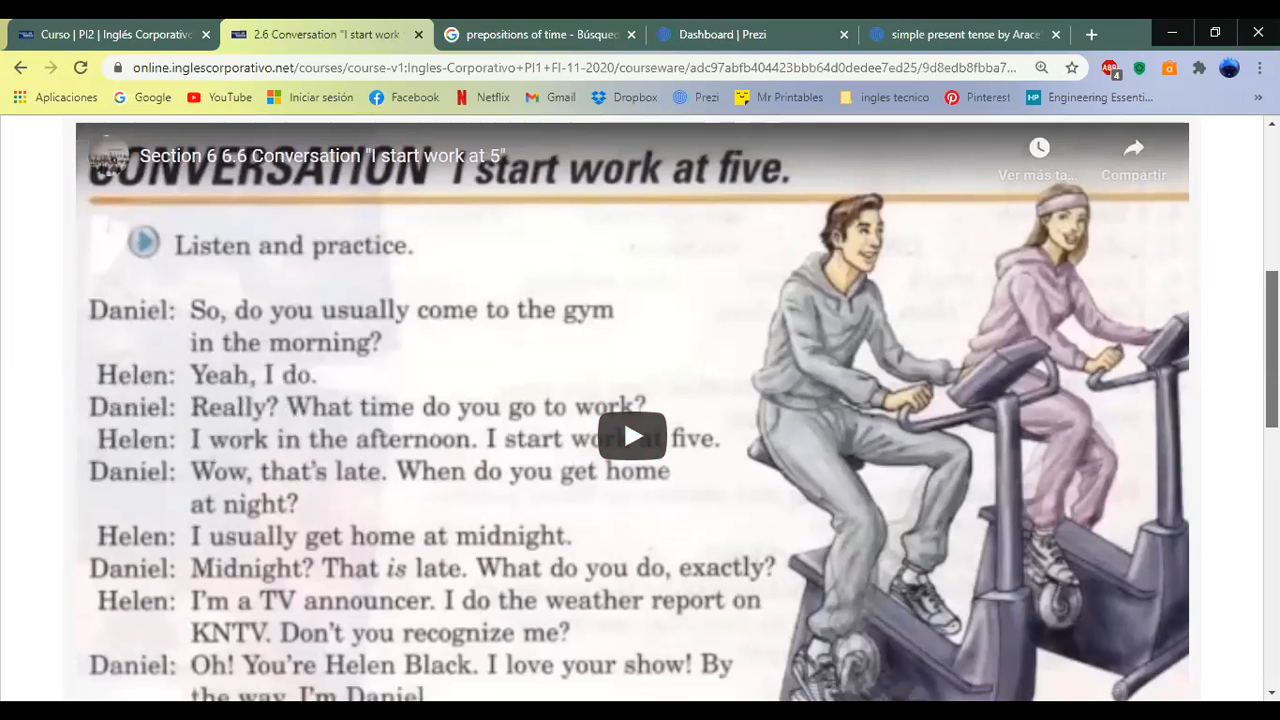 Curso | PI2 | Inglés Corporativo
2.6 Conversation "I start work
prepositions of time - Búsqued
Dashboard | Prezi
simple present tense by Arace
online.inglescorporativo.net/courses/course-v1:Ingles-Corporativo+PI1+FI-11-2020/courseware/adc97abfb404423bbb64d0dedee7ed25/9d8edb8fbba7...
ABP
4
Aplicaciones
Google
YouTube
Iniciar sesión
Facebook
Netflix
Gmail
Dropbox
Prezi
Mr Printables
ingles tecnico
Pinterest
Engineering Essenti...
»
Section 6 6.6 Conversation "I start work at 5"
Ver más ta...
Compartir
CONVERSATION I start work at five.
Listen and practice.
Daniel: So, do you usually come to the gym
in the morning?
Helen: Yeah, I do.
Daniel: Really? What time do you go to work?
Helen: I work in the afternoon. I start work at five.
Daniel: Wow, that's late. When do you get home
at night?
Helen: I usually get home at midnight.
Daniel: Midnight? That is late. What do you do, exactly?
Helen: I'm a TV announcer. I do the weather report on
KNTV. Don't you recognize me?
Daniel: Oh! You're Helen Black. I love your show! By
the way, I'm Daniel